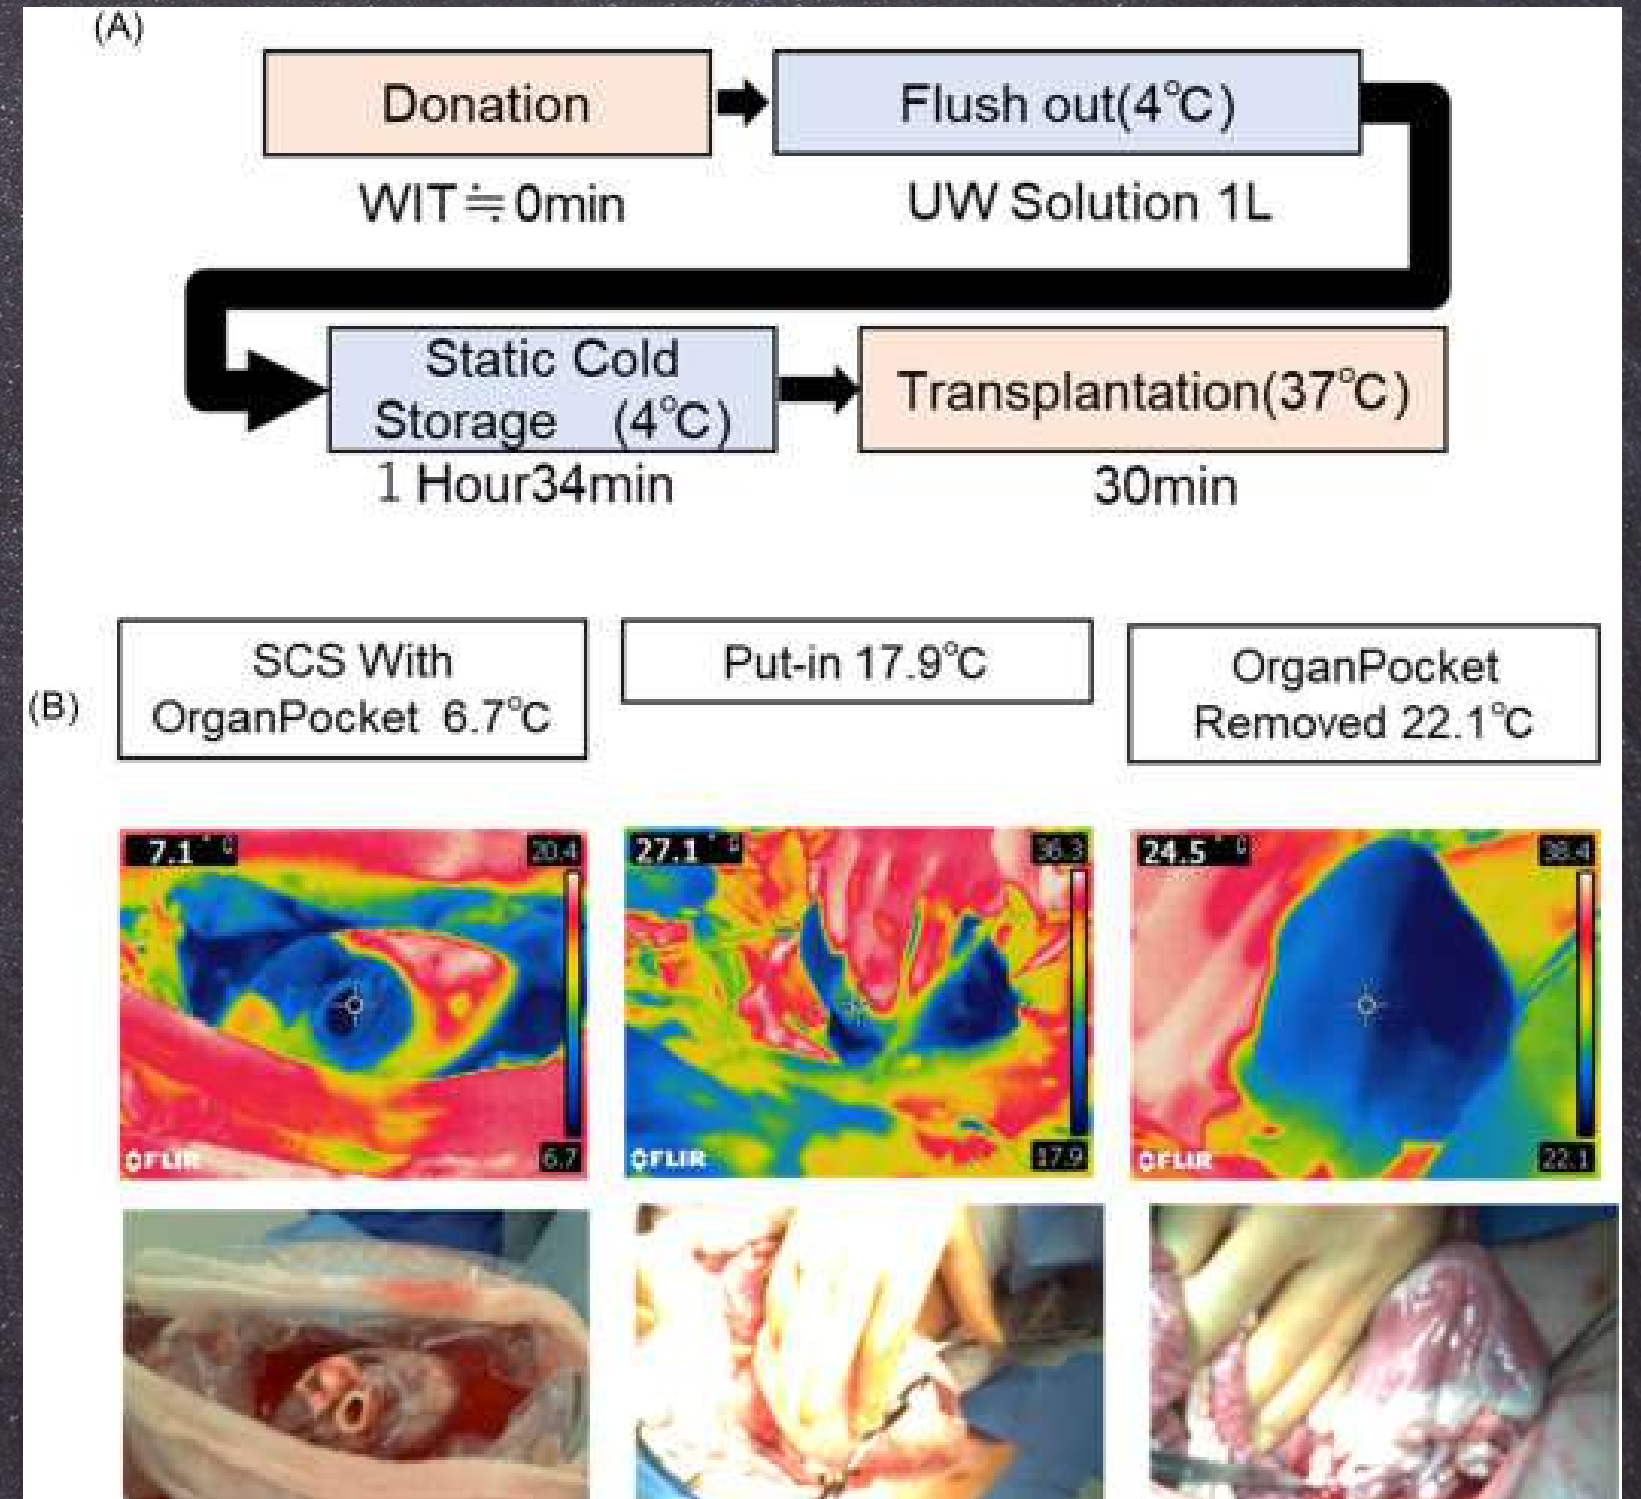 (A)
Donation
Flush out(4℃)
WIT≒0min
UW Solution 1L
Static Cold
Storage (4℃)
Transplantation(37℃)
1 Hour34min
30min
(B)
SCS With
OrganPocket 6.7℃
Put-in 17.9℃
OrganPocket
Removed 22.1℃
7.1 °C
20.4
27.1 °C
36.3
24.5 °C
38.4
FLIR
6.7
FLIR
17.9
FLIR
22.1